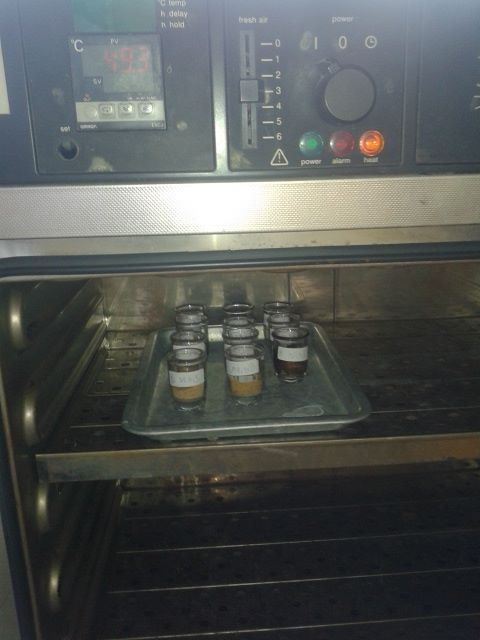 °C temp
h delay
h hold
°C
PV
493
SV
set
omron
fresh air
0
1
2
3
4
5
6
power
I 0
power
alarm
heat